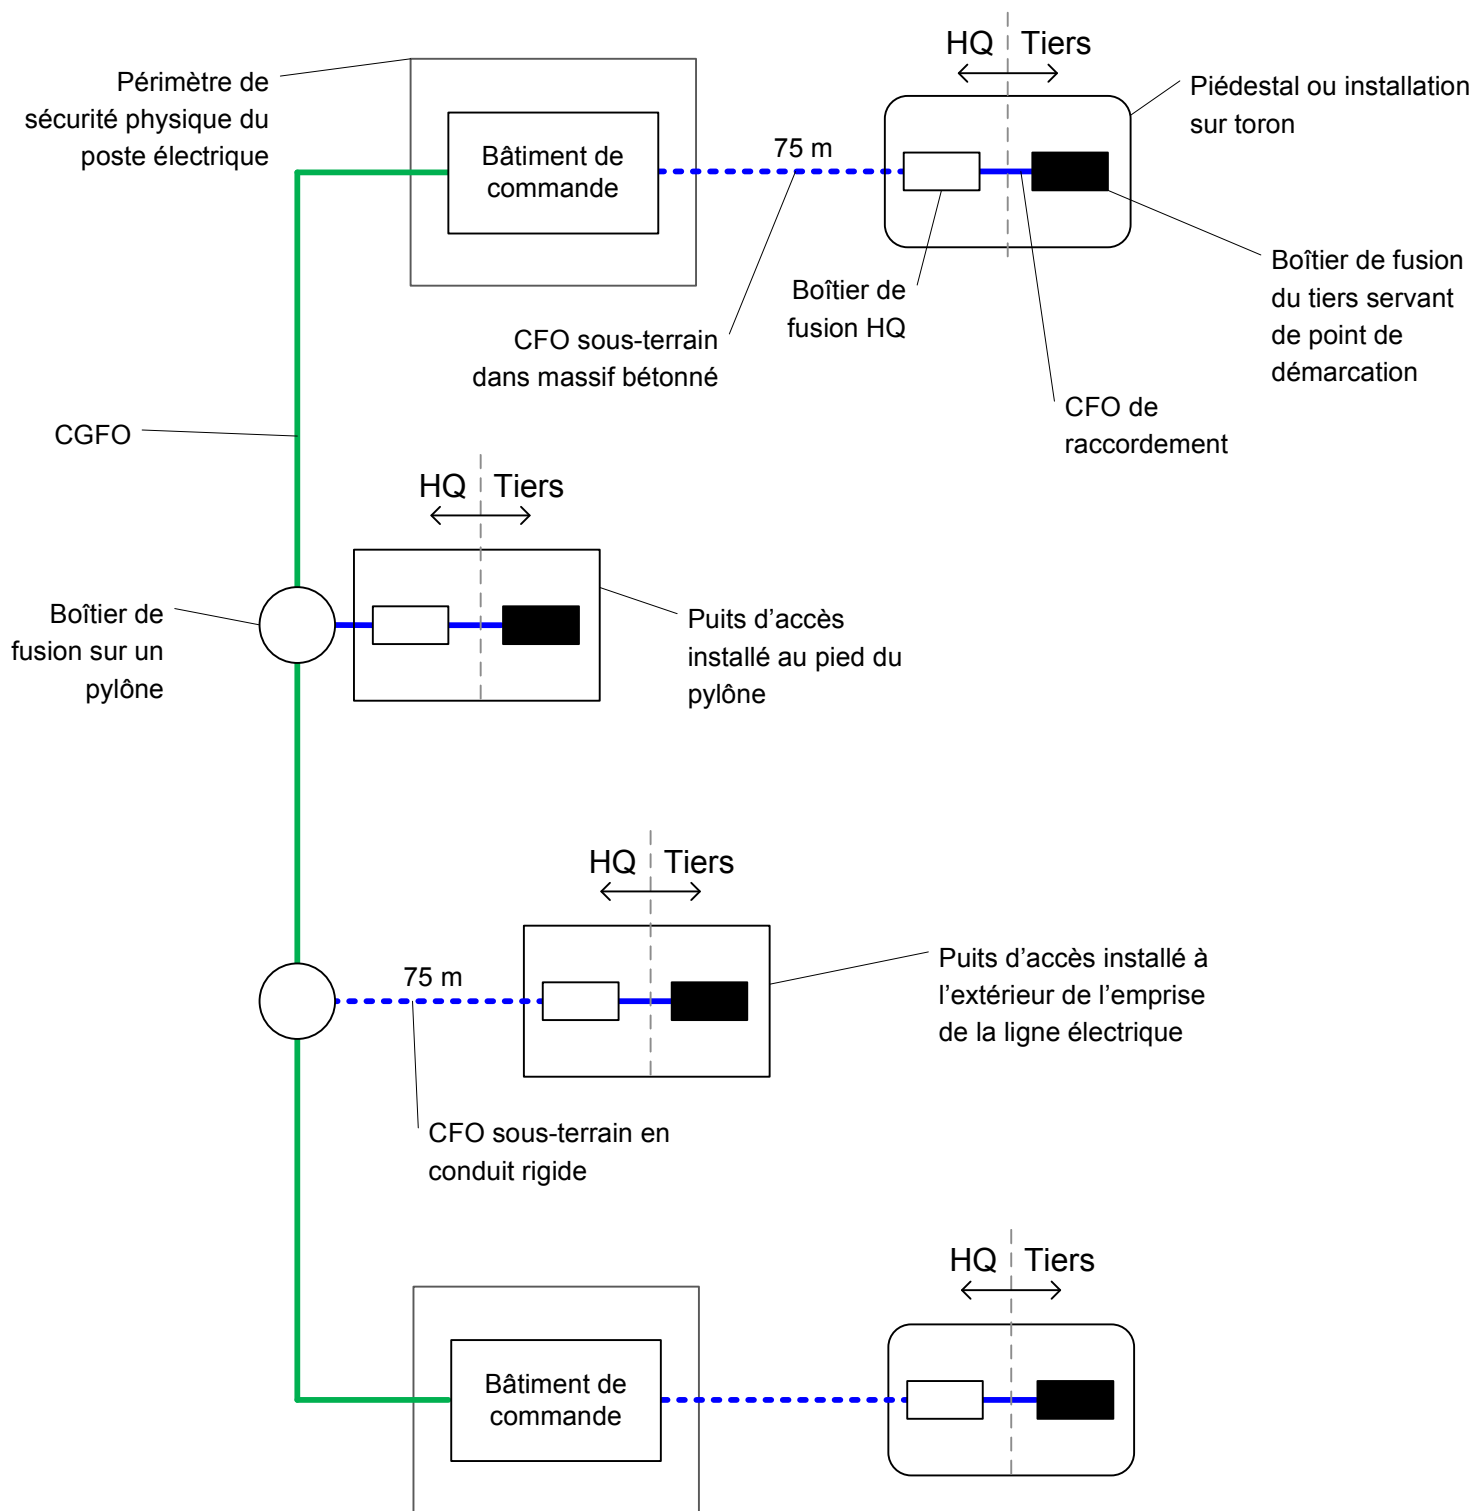 HQ Tiers
Périmètre de
sécurité physique du
poste électrique
Piédestal ou installation
sur toron
Bâtiment de
commande
75 m
Boîtier de
fusion HQ
Boîtier de fusion
du tiers servant
de point de
démarcation
CFO sous-terrain
dans massif bétonné
CFO de
raccordement
CGFO
HQ Tiers
Boîtier de
fusion sur un
pylône
Puits d’accès
installé au pied du
pylône
HQ Tiers
75 m
Puits d’accès installé à
l’extérieur de l’emprise
de la ligne électrique
CFO sous-terrain en
conduit rigide
HQ Tiers
Bâtiment de
commande